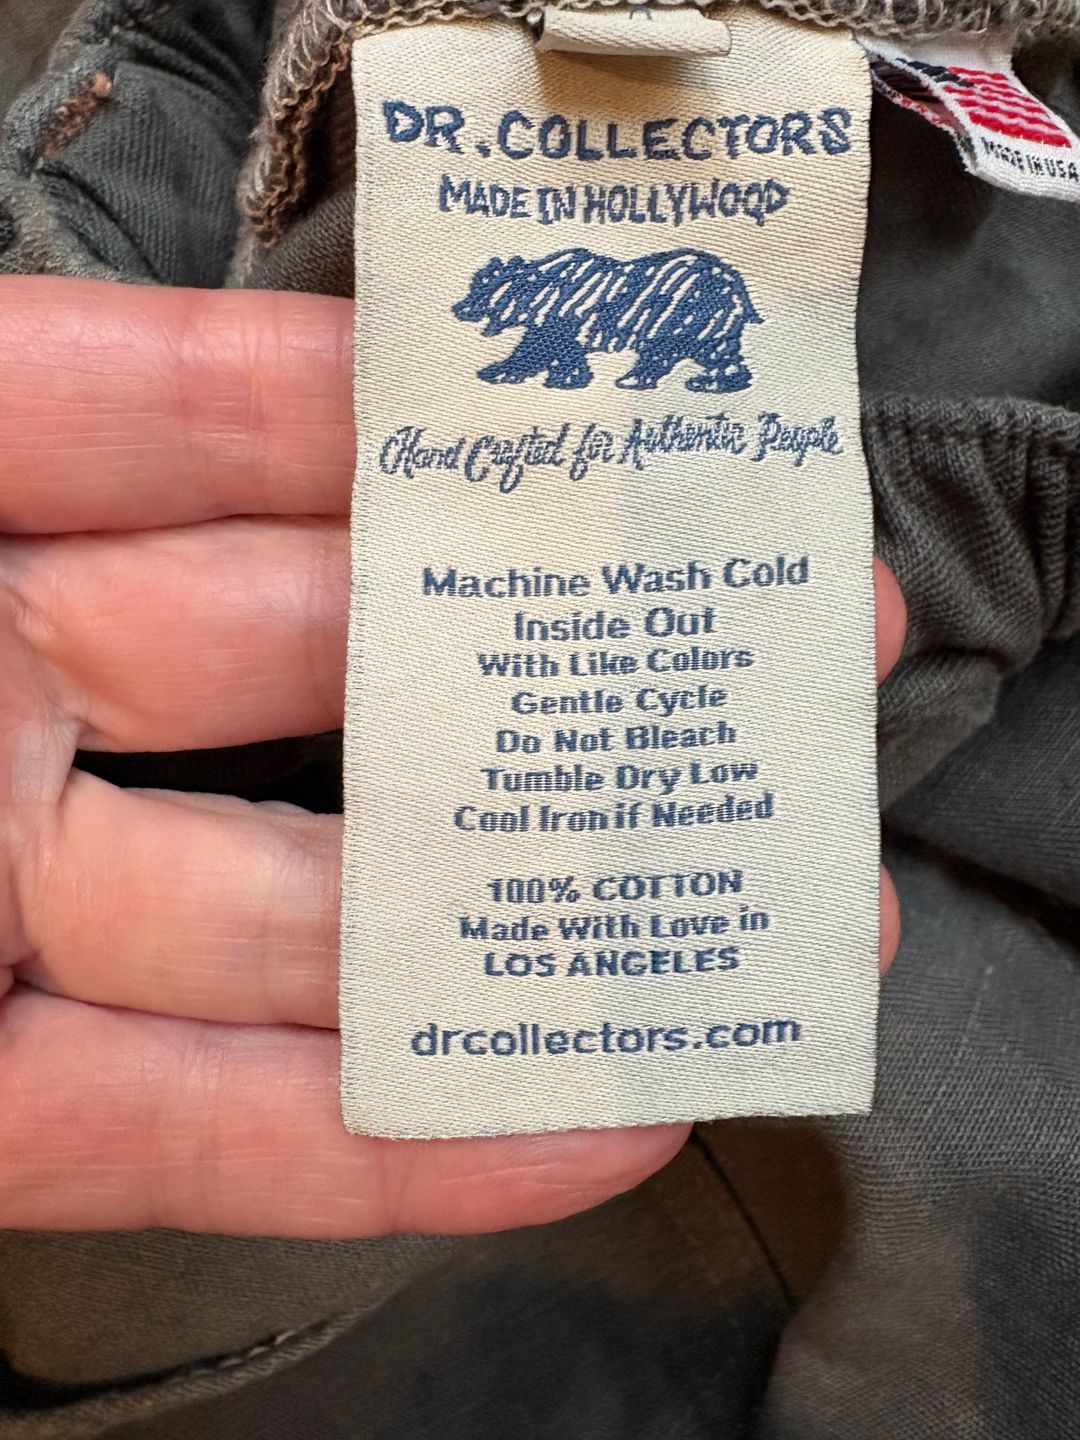 DR. COLLECTORS
MADE IN HOLLYWOOD
Hand Crafted for Authentic People
Machine Wash Cold
Inside Out
With Like Colors
Gentle Cycle
Do Not Bleach
Tumble Dry Low
Cool Iron if Needed
100% COTTON
Made With Love in
LOS ANGELES
drcollectors.com
MADE IN USA